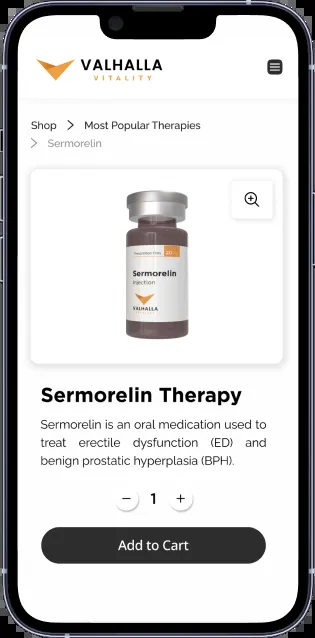 VALHALLA
VITALITY
Shop > Most Popular Therapies
> Sermorelin
Sermorelin
Injection
VALHALLA
Sermorelin Therapy
Sermorelin is an oral medication used to
treat erectile dysfunction (ED) and
benign prostatic hyperplasia (BPH).
− 1 +
Add to Cart